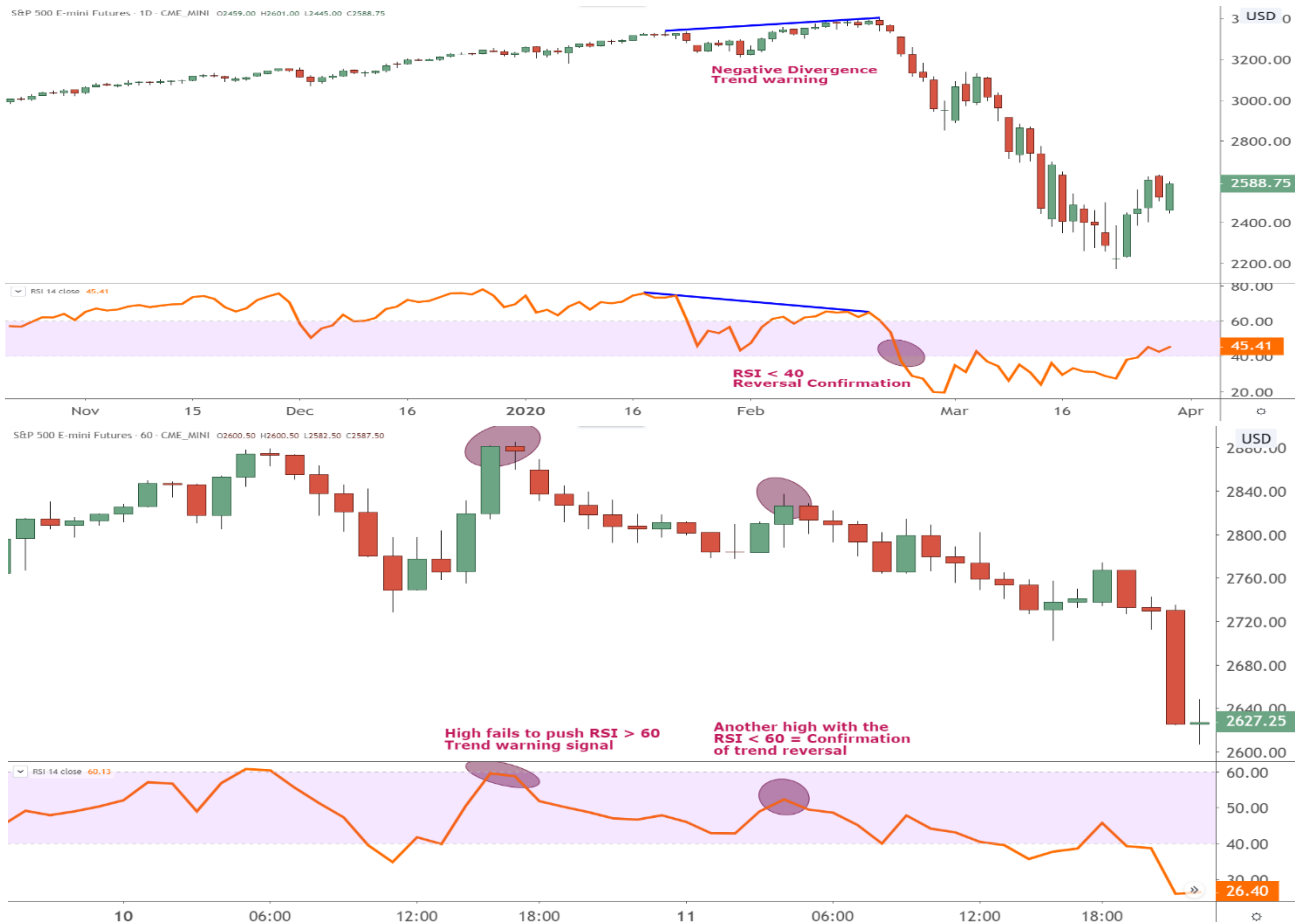 S&P 500 E-mini Futures · 1D · CME_MINI O2459.00 H2601.00 L2445.00 C2588.75
USD
3200.00
3000.00
2800.00
2588.75
2400.00
2200.00
Negative Divergence
Trend warning
RSI 14 close 45.41
80.00
60.00
45.41
40.00
20.00
RSI < 40
Reversal Confirmation
Nov 15 Dec 16 2020 16 Feb Mar 16 Apr
S&P 500 E-mini Futures · 60 · CME_MINI O2600.50 H2600.50 L2582.50 C2587.50
USD
2880.00
2840.00
2800.00
2760.00
2720.00
2680.00
2640.00
2627.25
2600.00
High fails to push RSI > 60
Trend warning signal
Another high with the
RSI < 60 = Confirmation
of trend reversal
RSI 14 close 60.13
60.00
50.00
40.00
30.00
26.40
10 06:00 12:00 18:00 11 06:00 12:00 18:00